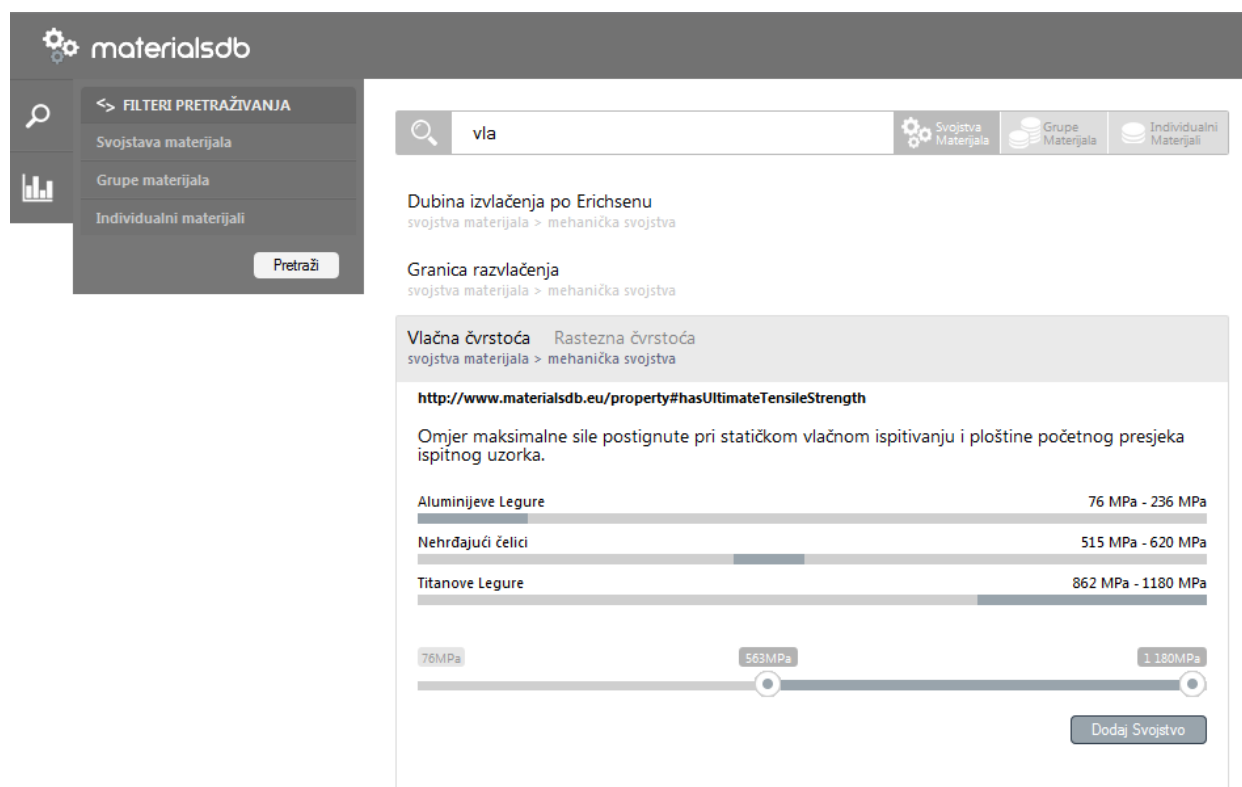 materialsdb
<> FILTERI PRETRAŽIVANJA
Svojstava materijala
Grupe materijala
Individualni materijali
Pretraži
vla
Svojstva
Materijala
Grupe
Materijala
Individualni
Materijali
Dubina izvlačenja po Erichsenu
svojstva materijala > mehanička svojstva
Granica razvlačenja
svojstva materijala > mehanička svojstva
Vlačna čvrstoća Rastezna čvrstoća
svojstva materijala > mehanička svojstva
http://www.materialsdb.eu/property#hasUltimateTensileStrength
Omjer maksimalne sile postignute pri statičkom vlačnom ispitivanju i ploštine početnog presjeka
ispitnog uzorka.
Aluminijeve Legure 76 MPa - 236 MPa
Nehrđajući čelici 515 MPa - 620 MPa
Titanove Legure 862 MPa - 1180 MPa
76MPa 563MPa 1 180MPa
Dodaj Svojstvo